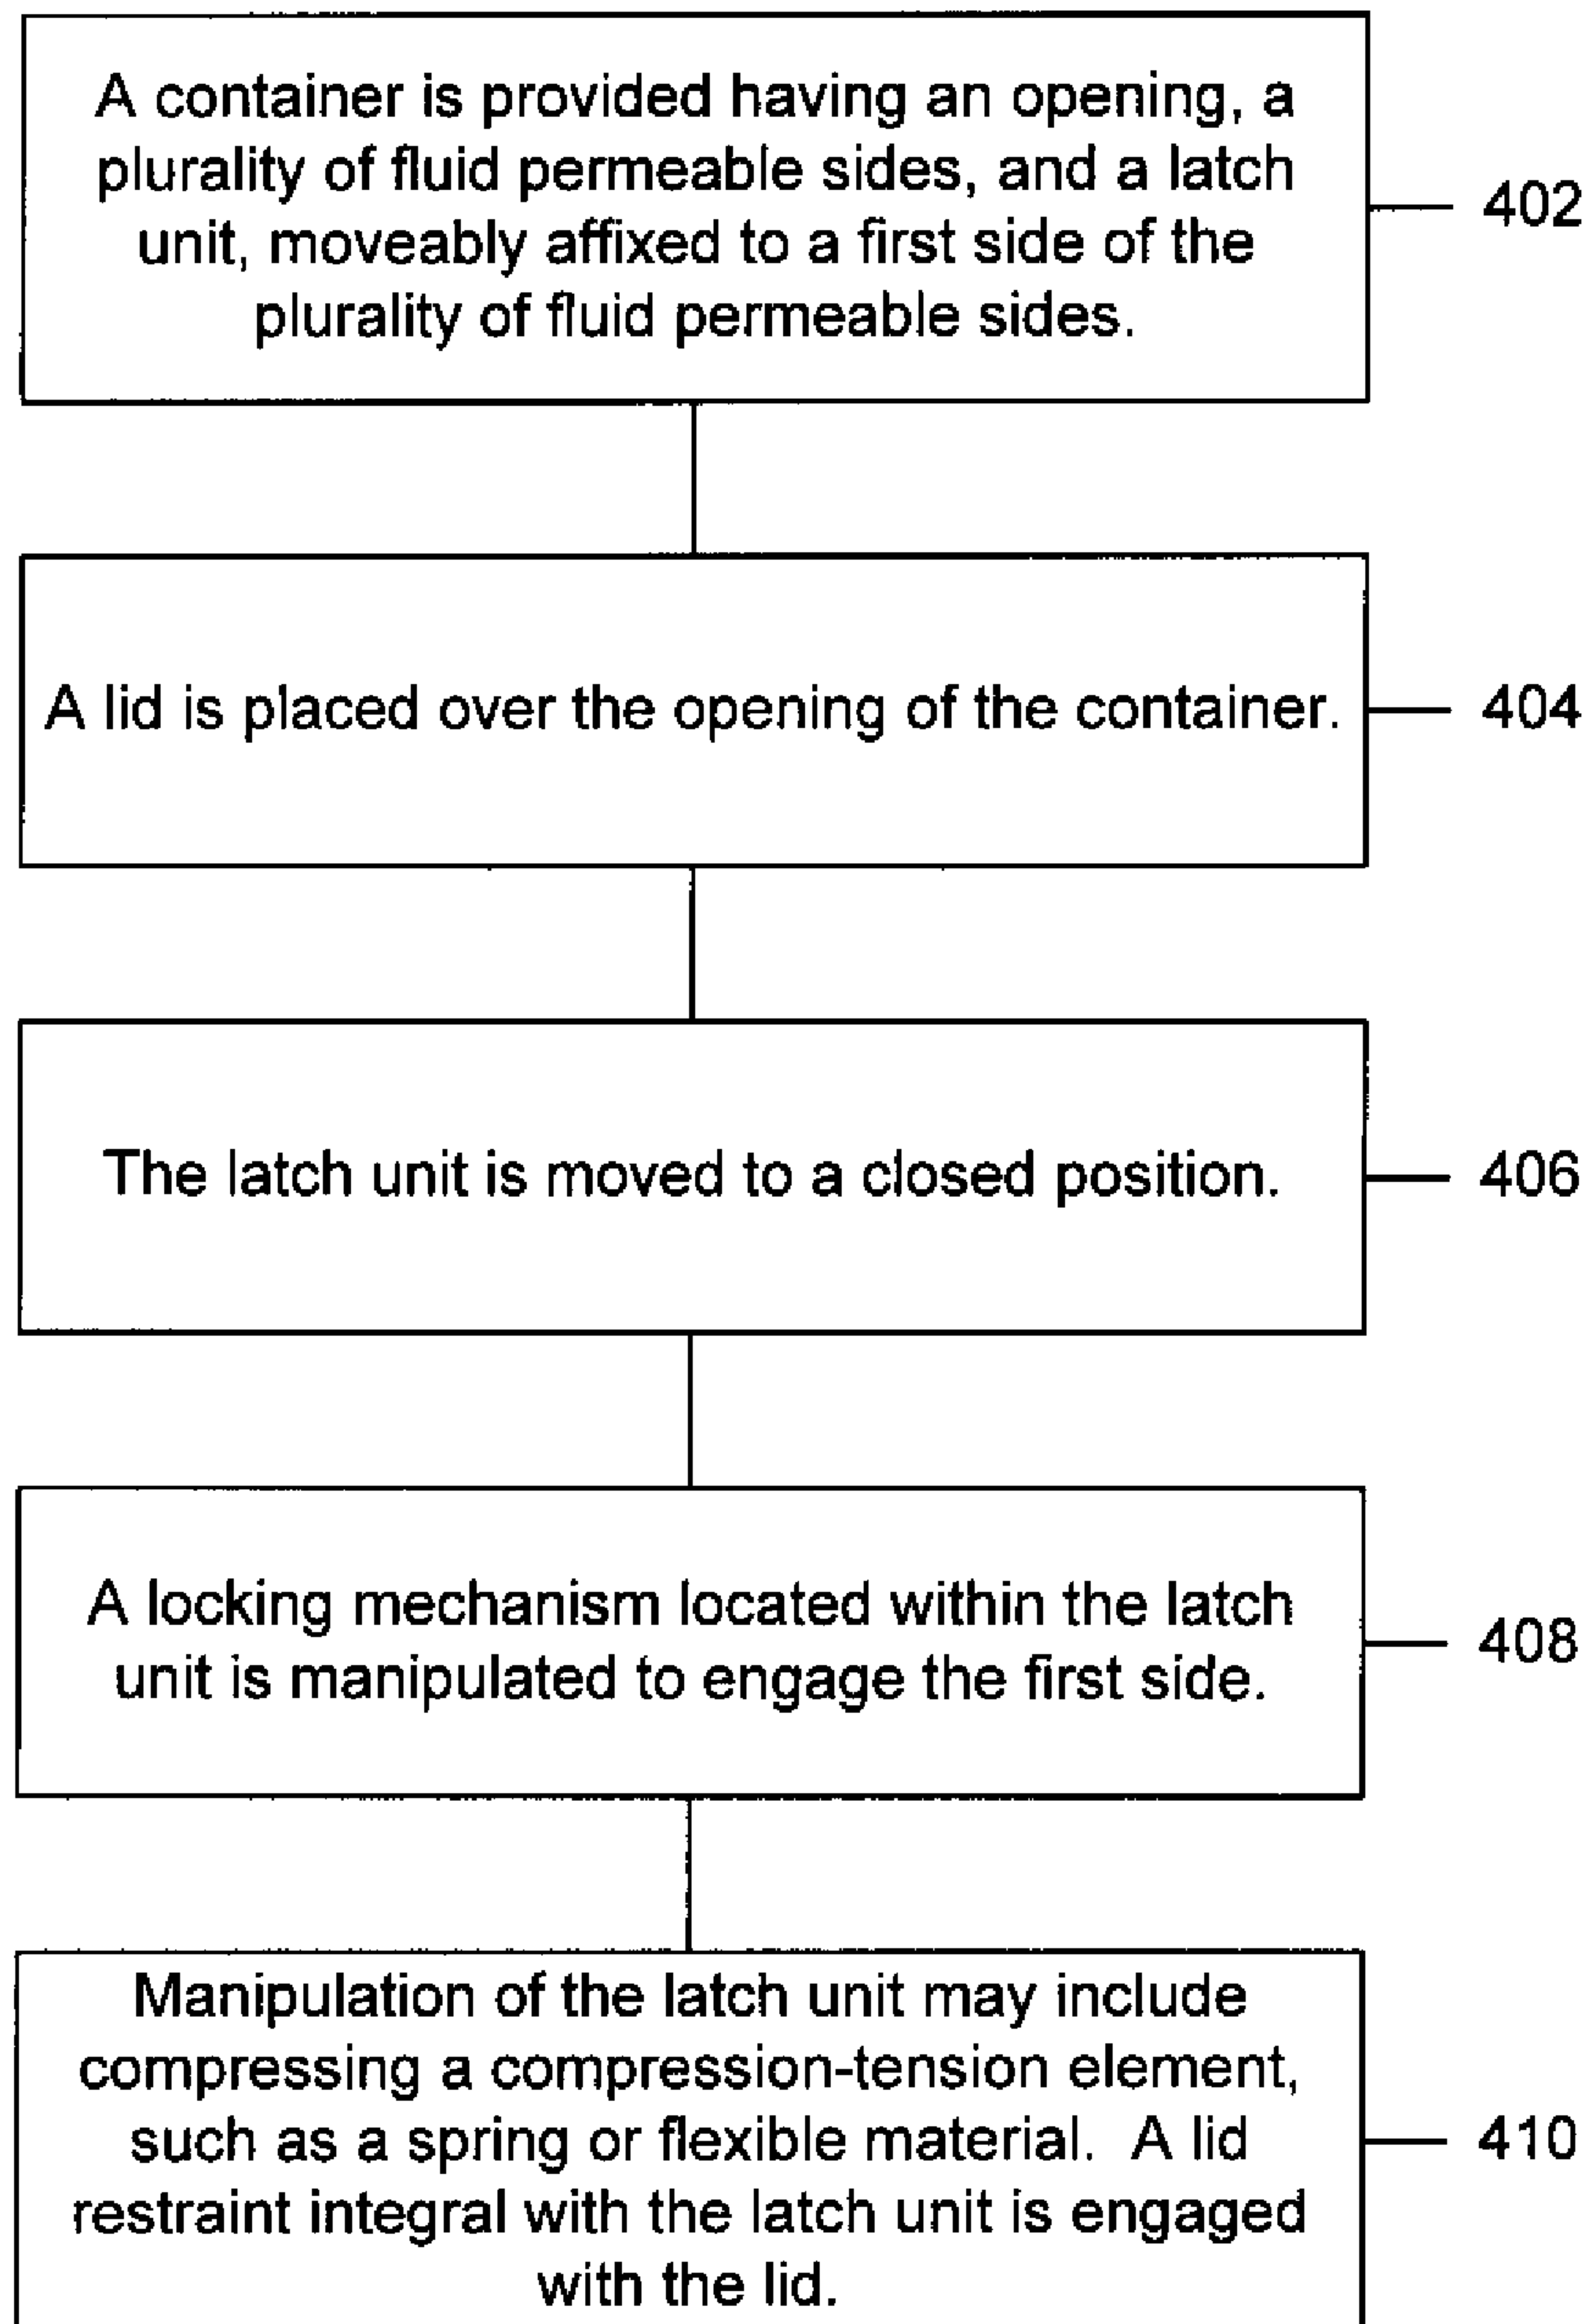 A container is provided having an opening, a
plurality of fluid permeable sides, and a latch
unit, moveably affixed to a first side of the
plurality of fluid permeable sides.
402
A lid is placed over the opening of the container.
404
The latch unit is moved to a closed position.
406
A locking mechanism located within the latch
unit is manipulated to engage the first side.
408
Manipulation of the latch unit may include
compressing a compression-tension element,
such as a spring or flexible material. A lid
restraint integral with the latch unit is engaged
with the lid.
410